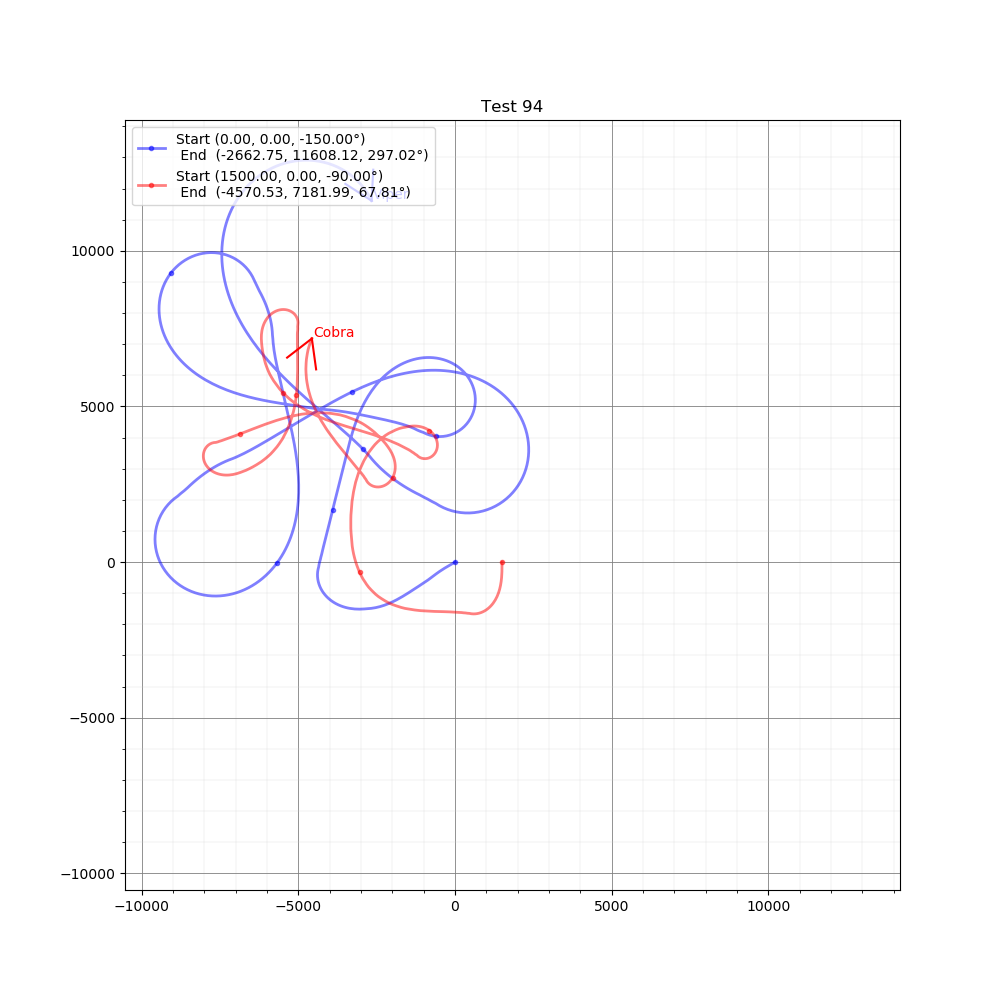 Test 94
Start (0.00, 0.00, -150.00°)
End (-2662.75, 11608.12, 297.02°)
Start (1500.00, 0.00, -90.00°)
End (-4570.53, 7181.99, 67.81°)
Cobra
10000
5000
0
−5000
−10000
−10000
−5000
0
5000
10000